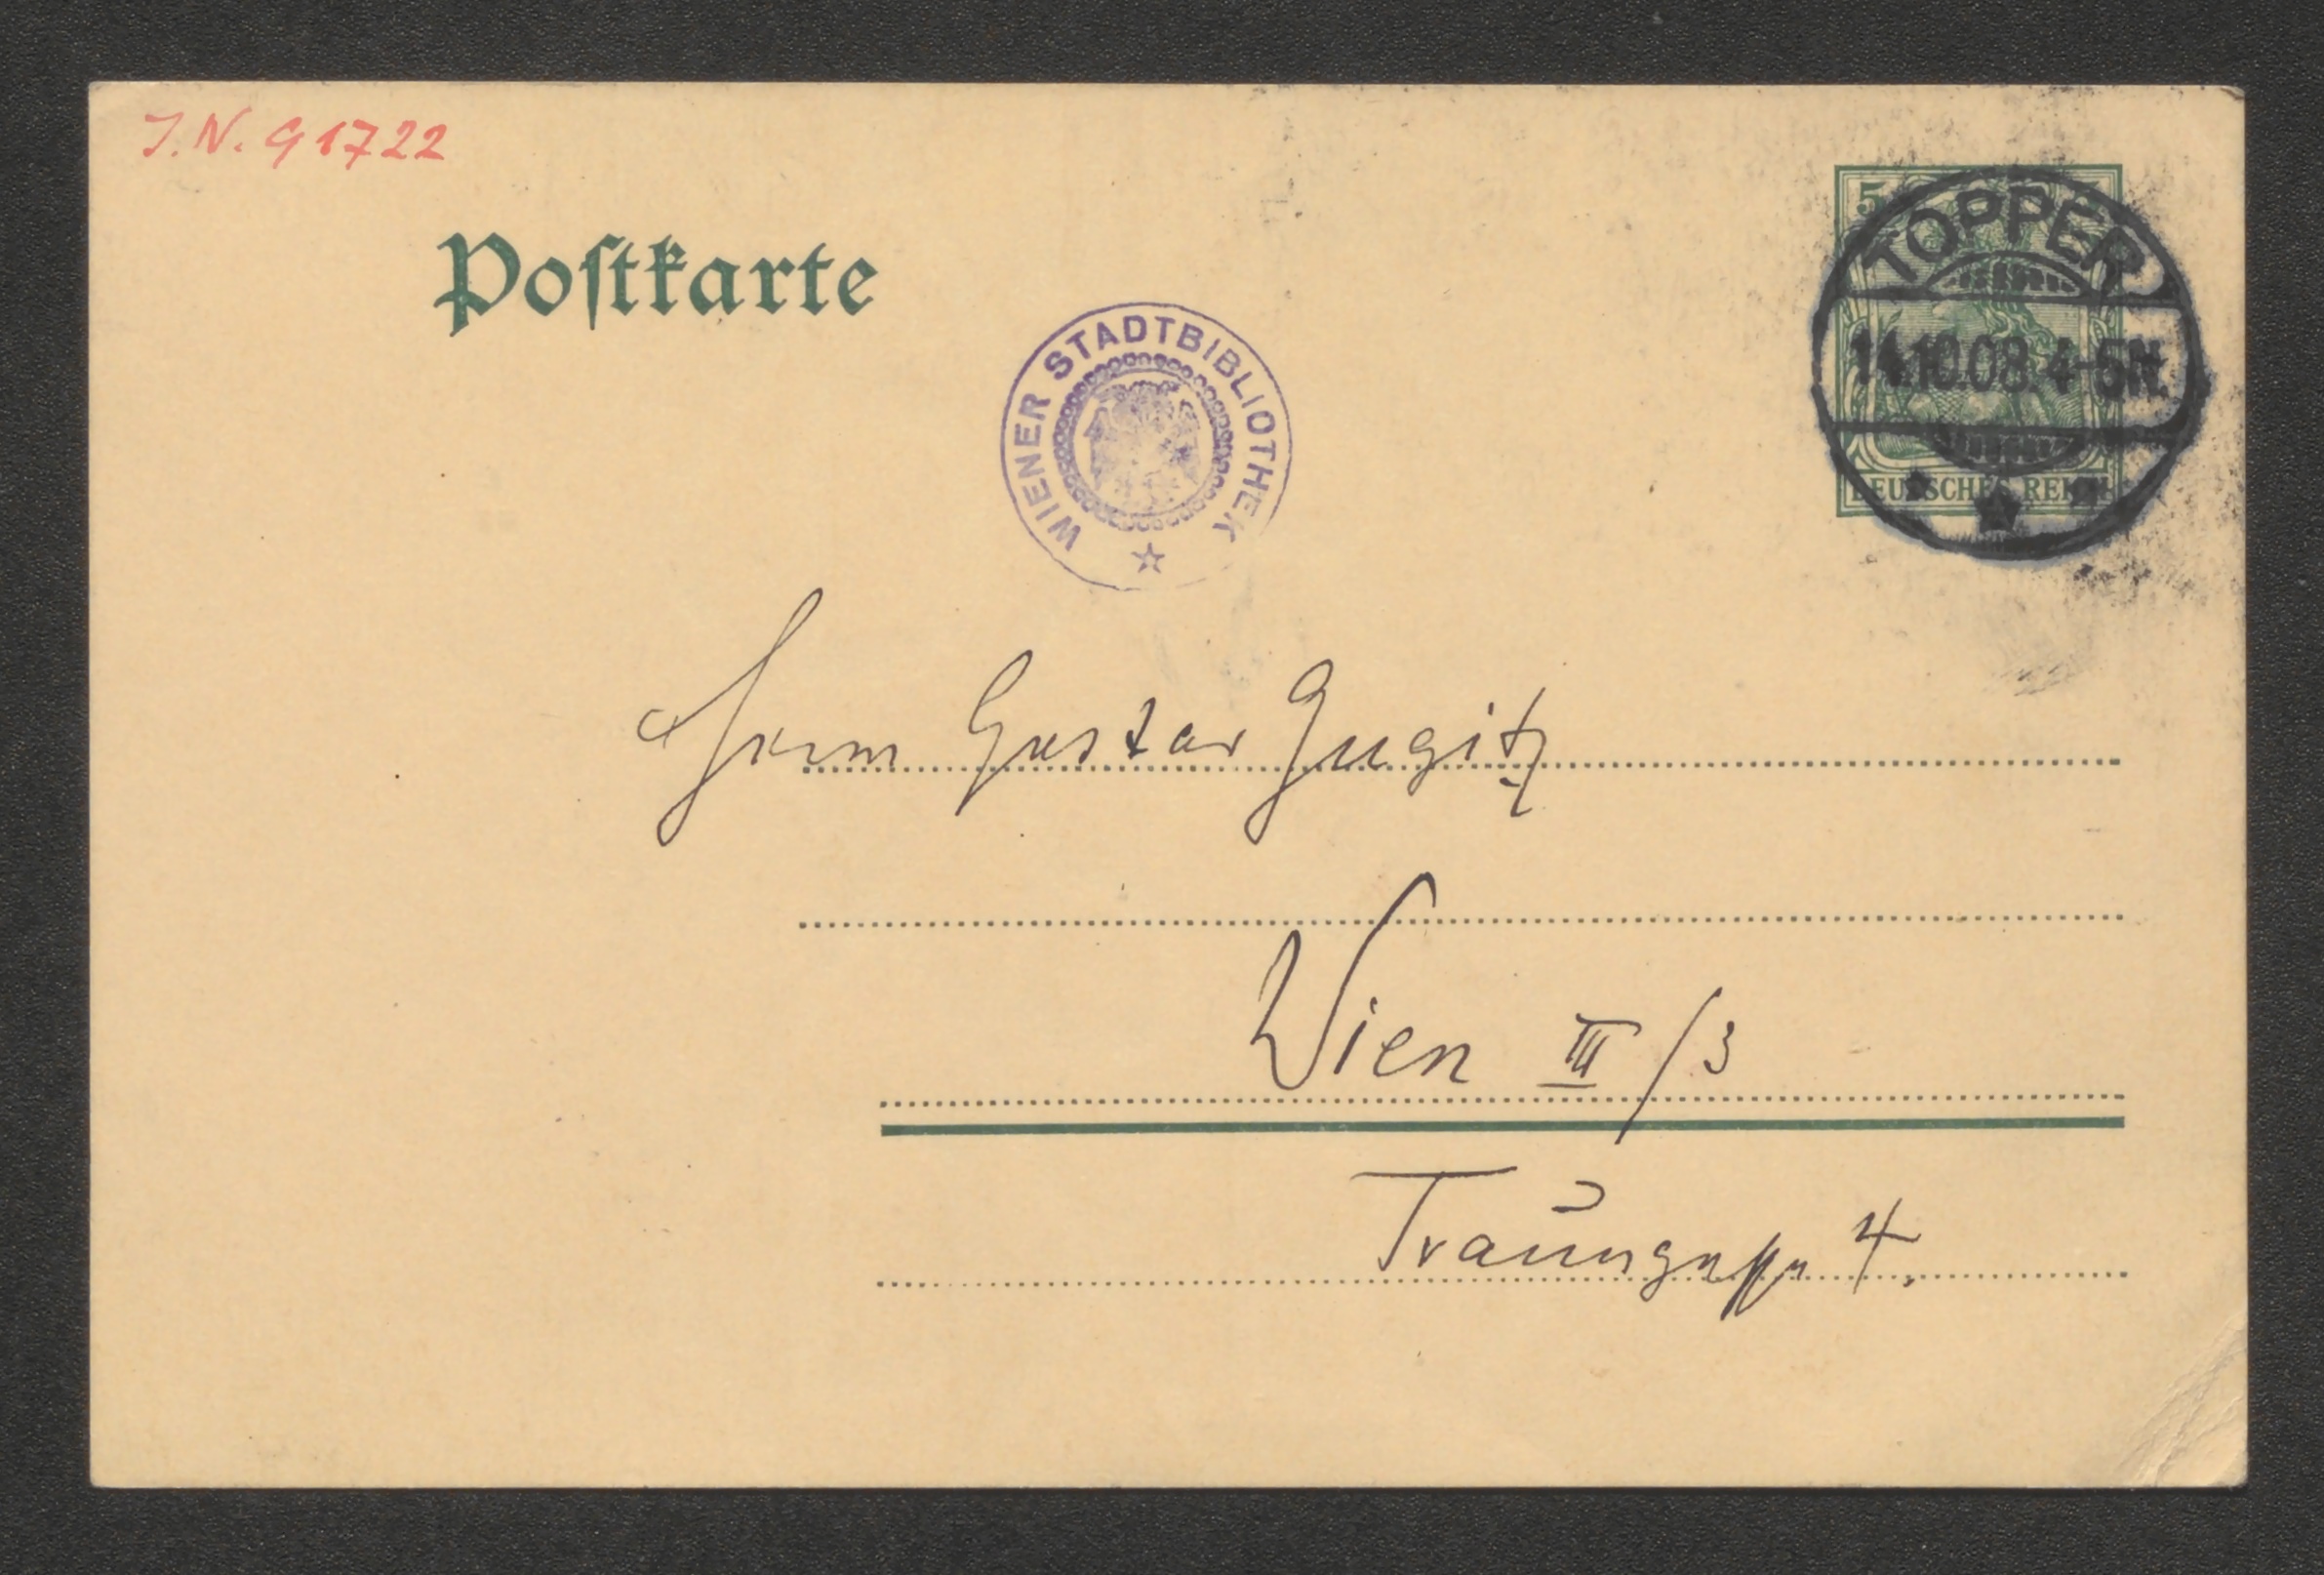 J.N. 91722
Postkarte
WIENER STADTBIBLIOTHEK
5
TOPPER
14.10.08.4-5N.
DEUTSCHES REICH
Herrn Gustav Gugitz
Wien III/3
Traungasse 4.